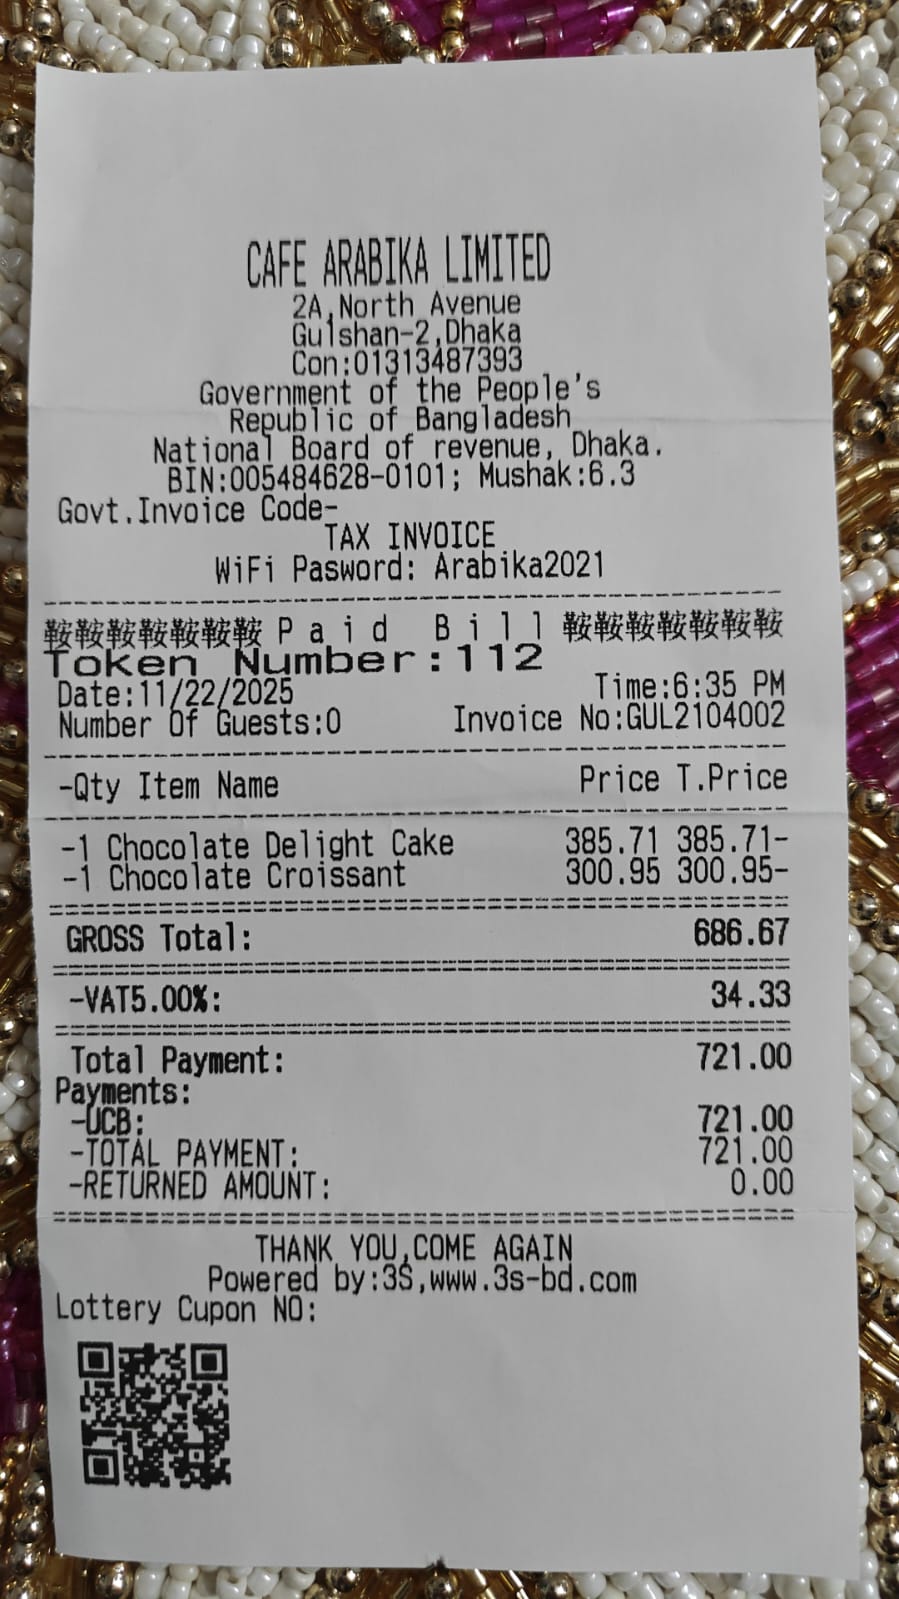 CAFE ARABIKA LIMITED
2A,North Avenue
Gulshan-2,Dhaka
Con:01313487393
Government of the People's
Republic of Bangladesh
National Board of revenue, Dhaka.
BIN:005484628-0101; Mushak:6.3
Govt.Invoice Code-
TAX INVOICE
WiFi Pasword: Arabika2021
鞍鞍鞍鞍鞍鞍鞍 Paid Bill 鞍鞍鞍鞍鞍鞍鞍
Token Number:112
Date:11/22/2025 Time:6:35 PM
Number Of Guests:0 Invoice No:GUL2104002
-Qty Item Name Price T.Price
-1 Chocolate Delight Cake 385.71 385.71-
-1 Chocolate Croissant 300.95 300.95-
GROSS Total: 686.67
-VAT5.00%: 34.33
Total Payment: 721.00
Payments:
-UCB: 721.00
-TOTAL PAYMENT: 721.00
-RETURNED AMOUNT: 0.00
THANK YOU,COME AGAIN
Powered by:3S,www.3s-bd.com
Lottery Cupon NO: